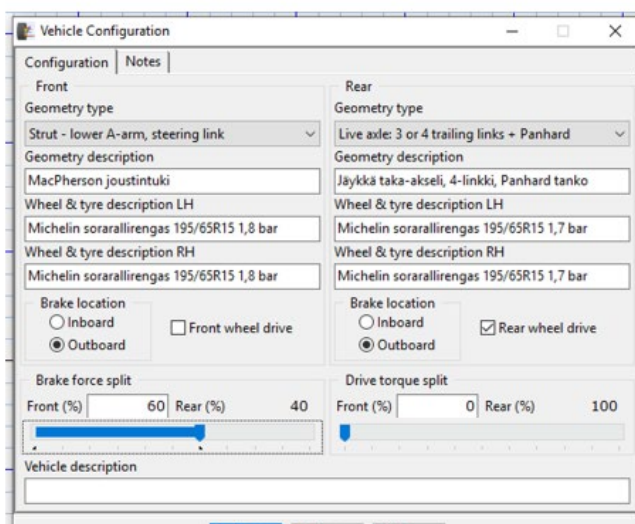 Vehicle Configuration
Configuration Notes
Front
Geometry type
Strut - lower A-arm, steering link
Geometry description
MacPherson joustintuki
Wheel & tyre description LH
Michelin sorarallirengas 195/65R15 1,8 bar
Wheel & tyre description RH
Michelin sorarallirengas 195/65R15 1,8 bar
Brake location
Inboard
Outboard
Front wheel drive
Rear
Geometry type
Live axle: 3 or 4 trailing links + Panhard
Geometry description
Jäykkä taka-akseli, 4-linkki, Panhard tanko
Wheel & tyre description LH
Michelin sorarallirengas 195/65R15 1,7 bar
Wheel & tyre description RH
Michelin sorarallirengas 195/65R15 1,7 bar
Brake location
Inboard
Outboard
Rear wheel drive
Brake force split
Front (%) 60 Rear (%) 40
Drive torque split
Front (%) 0 Rear (%) 100
Vehicle description